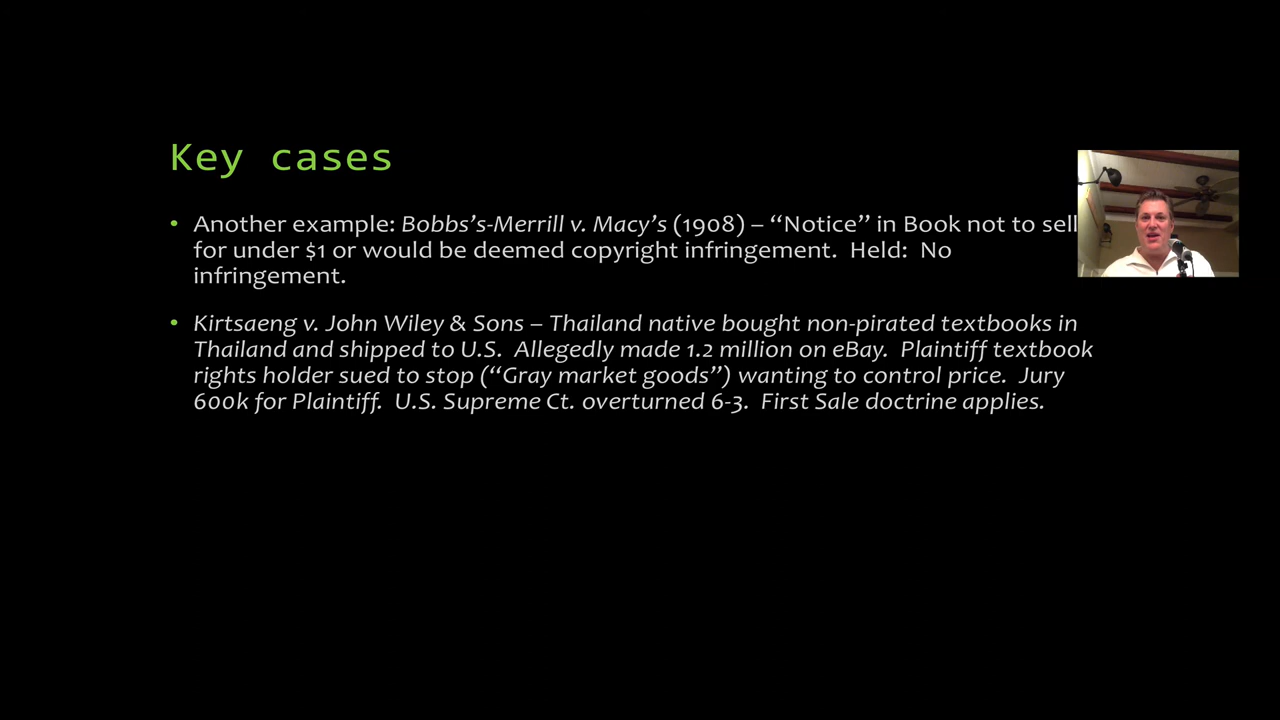 Key cases
• Another example: Bobbs’s-Merrill v. Macy’s (1908) – “Notice” in Book not to sell
for under $1 or would be deemed copyright infringement.  Held:  No
infringement.
• Kirtsaeng v. John Wiley & Sons – Thailand native bought non-pirated textbooks in
Thailand and shipped to U.S.  Allegedly made 1.2 million on eBay.  Plaintiff textbook
rights holder sued to stop (“Gray market goods”) wanting to control price.  Jury
600k for Plaintiff.  U.S. Supreme Ct. overturned 6-3.  First Sale doctrine applies.